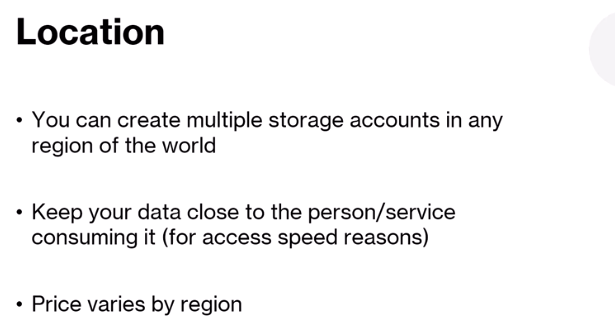 Location
• You can create multiple storage accounts in any
region of the world
• Keep your data close to the person/service
consuming it (for access speed reasons)
• Price varies by region